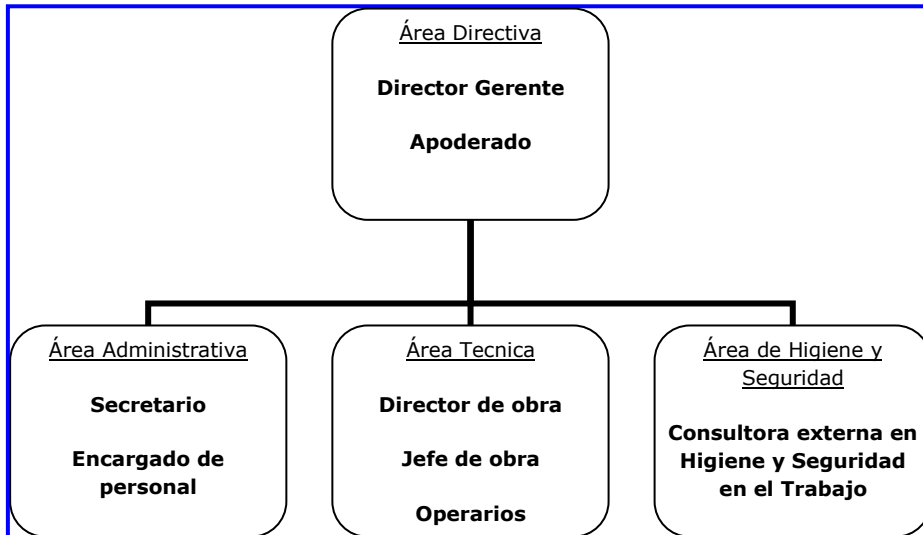 Área Directiva
Director Gerente
Apoderado
Área Administrativa
Secretario
Encargado de
personal
Área Tecnica
Director de obra
Jefe de obra
Operarios
Área de Higiene y
Seguridad
Consultora externa en
Higiene y Seguridad
en el Trabajo